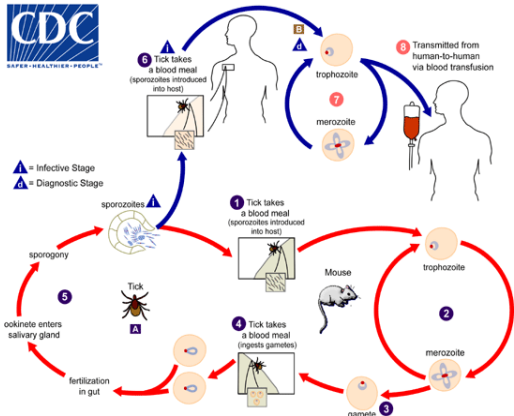 CDC
SAFER•HEALTHIER•PEOPLE™
i
6 Tick takes
a blood meal
(sporozoites introduced
into host)
B
d
trophozoite
7
merozoite
8 Transmitted from
human-to-human
via blood transfusion
i = Infective Stage
d = Diagnostic Stage
sporozoites i
1 Tick takes
a blood meal
(sporozoites introduced
into host)
trophozoite
sporogony
5
Tick
A
Mouse
2
ookinete enters
salivary gland
4 Tick takes
a blood meal
(ingests gametes)
merozoite
fertilization
in gut
gamete 3